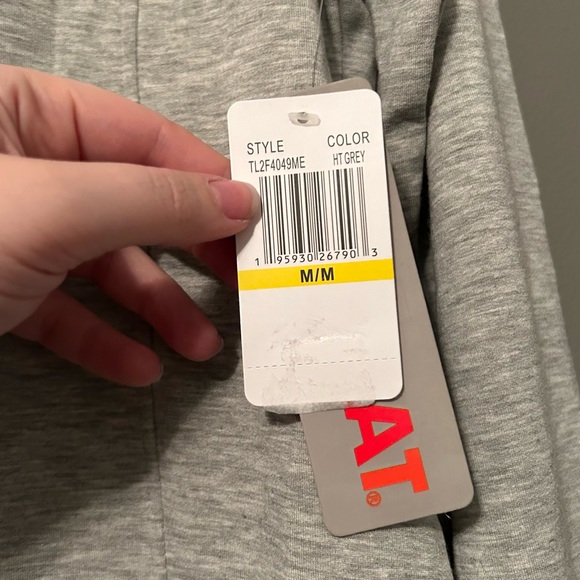 STYLE COLOR
TL2F4049ME HT GREY
1 95930 26790 3
M/M
AT®